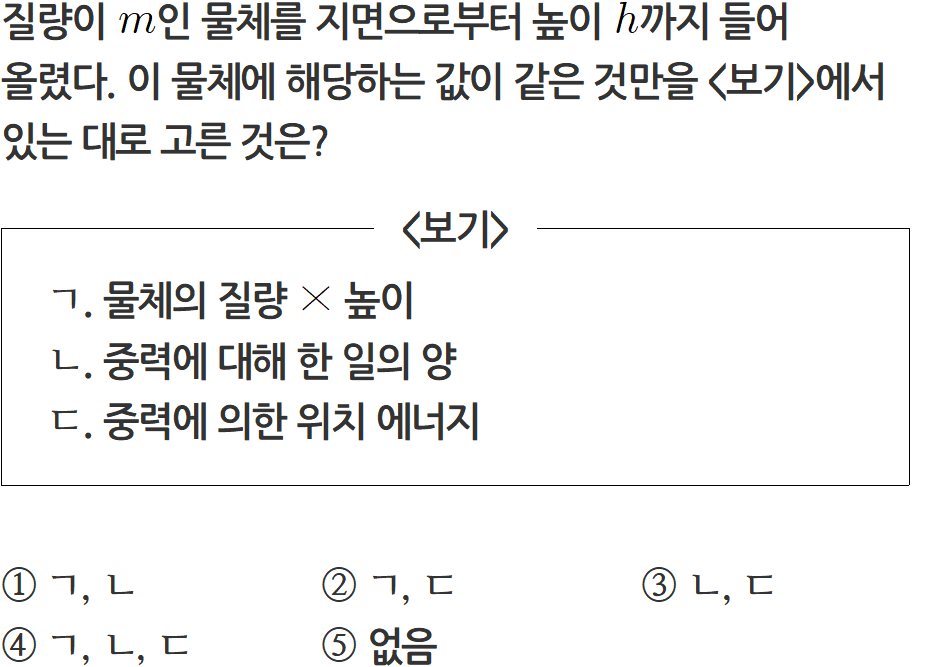 질량이 m인 물체를 지면으로부터 높이 h까지 들어
올렸다. 이 물체에 해당하는 값이 같은 것만을 <보기>에서
있는 대로 고른 것은?
<보기>
ㄱ. 물체의 질량 × 높이
ㄴ. 중력에 대해 한 일의 양
ㄷ. 중력에 의한 위치 에너지
① ㄱ, ㄴ ② ㄱ, ㄷ ③ ㄴ, ㄷ
④ ㄱ, ㄴ, ㄷ ⑤ 없음